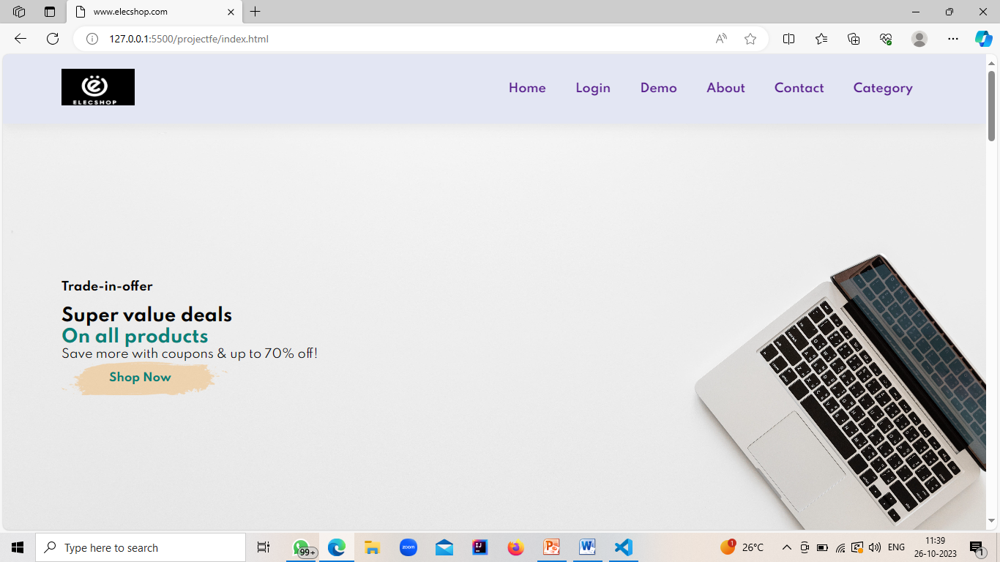 www.elecshop.com
127.0.0.1:5500/projectfe/index.html
ELECSHOP
Home Login Demo About Contact Category
Trade-in-offer
Super value deals
On all products
Save more with coupons & up to 70% off!
Shop Now
Type here to search
99+
zoom
1
26°C
ENG
11:39
26-10-2023
1